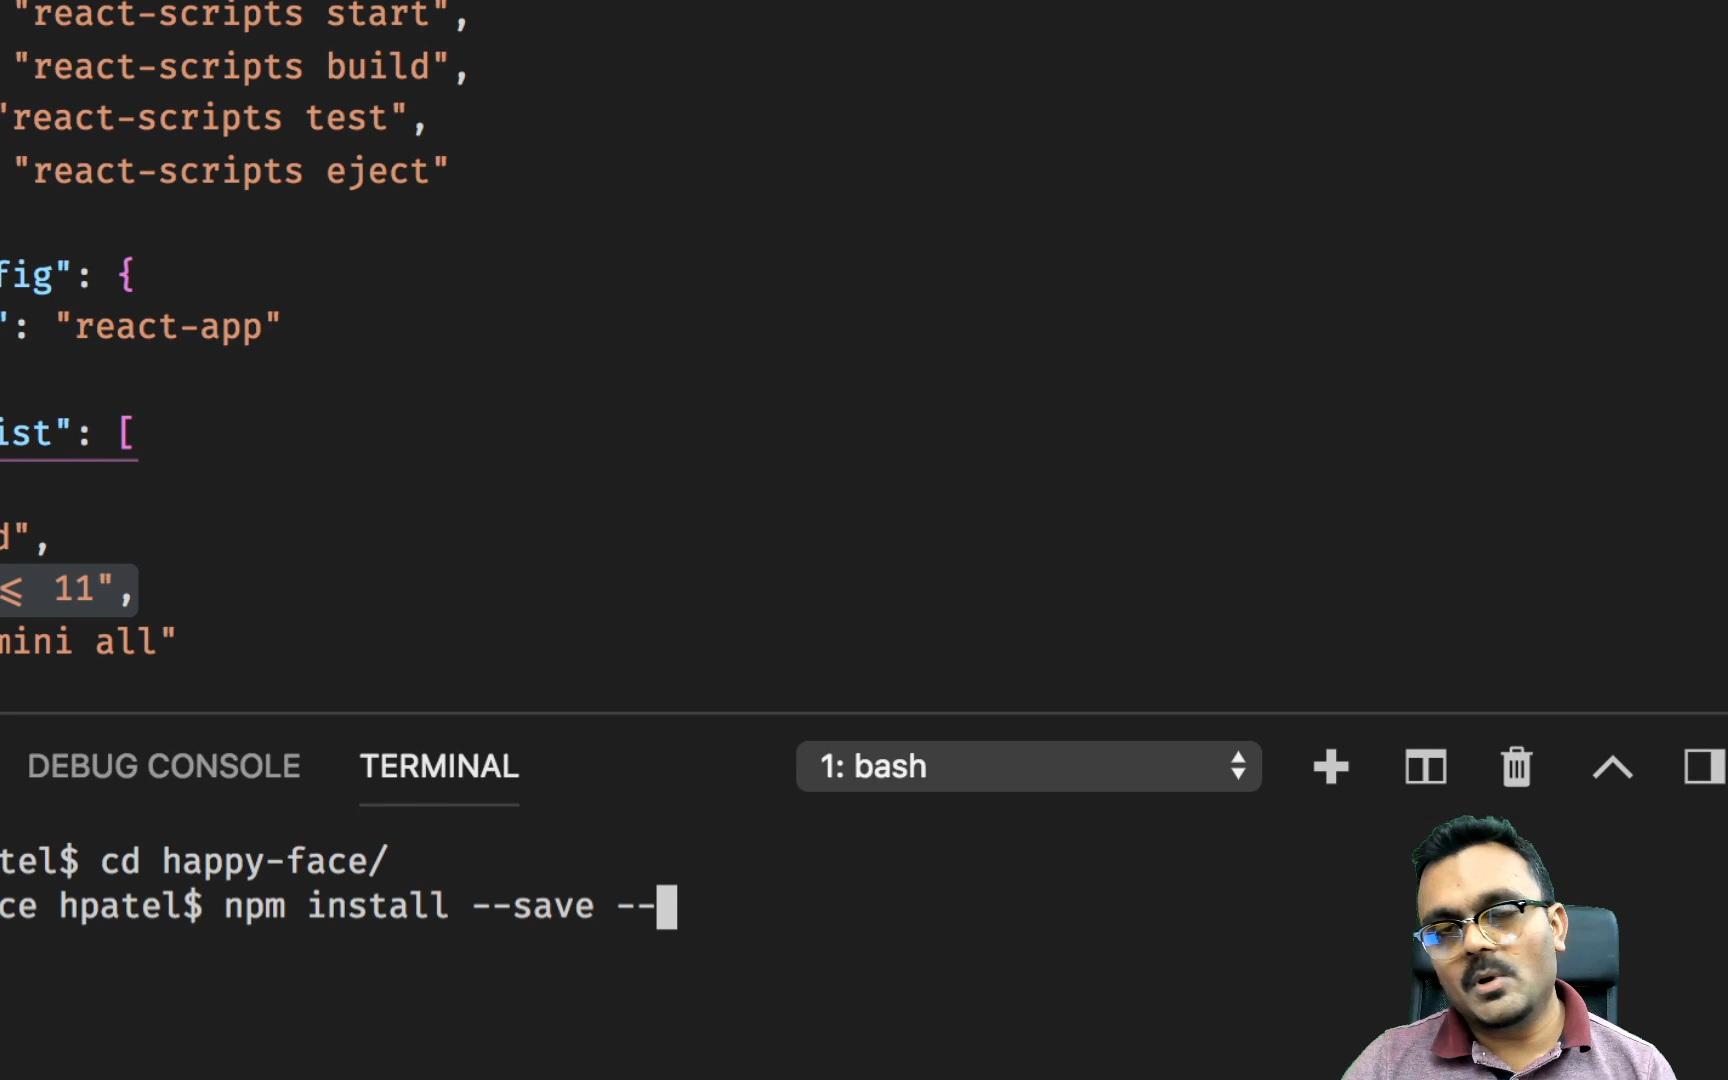 "react-scripts start",
"react-scripts build",
"react-scripts test",
"react-scripts eject"
fig": {
": "react-app"
ist": [
d",
<= 11",
mini all"
DEBUG CONSOLE TERMINAL 1: bash
tel$ cd happy-face/
ce hpatel$ npm install --save --